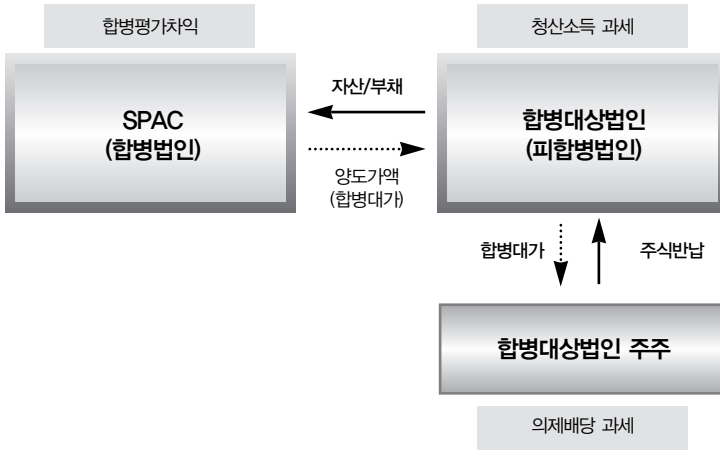 합병평가차익
청산소득 과세
SPAC
(합병법인)
자산/부채
양도가액
(합병대가)
합병대상법인
(피합병법인)
합병대가
주식반납
합병대상법인 주주
의제배당 과세